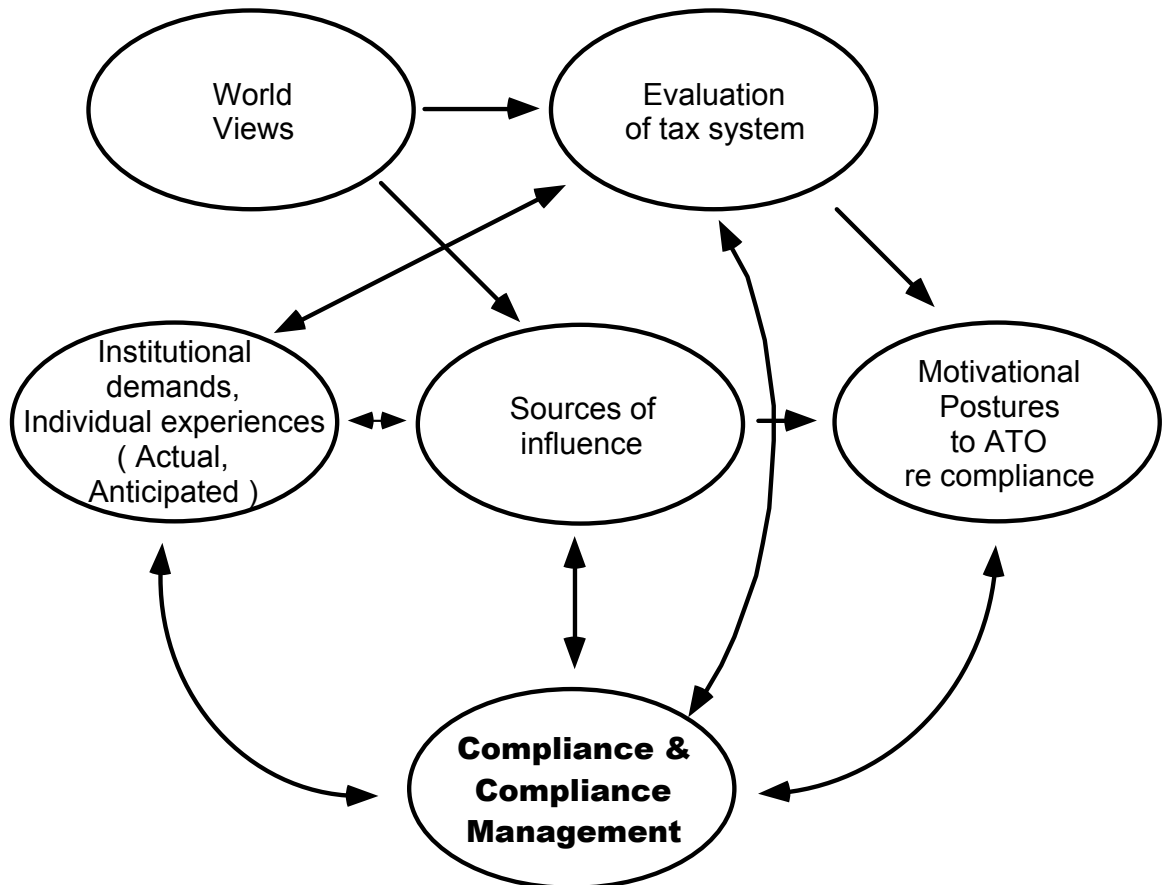 World
Views
Evaluation
of tax system
Institutional
demands,
Individual experiences
( Actual,
Anticipated )
Sources of
influence
Motivational
Postures
to ATO
re compliance
Compliance &
Compliance
Management